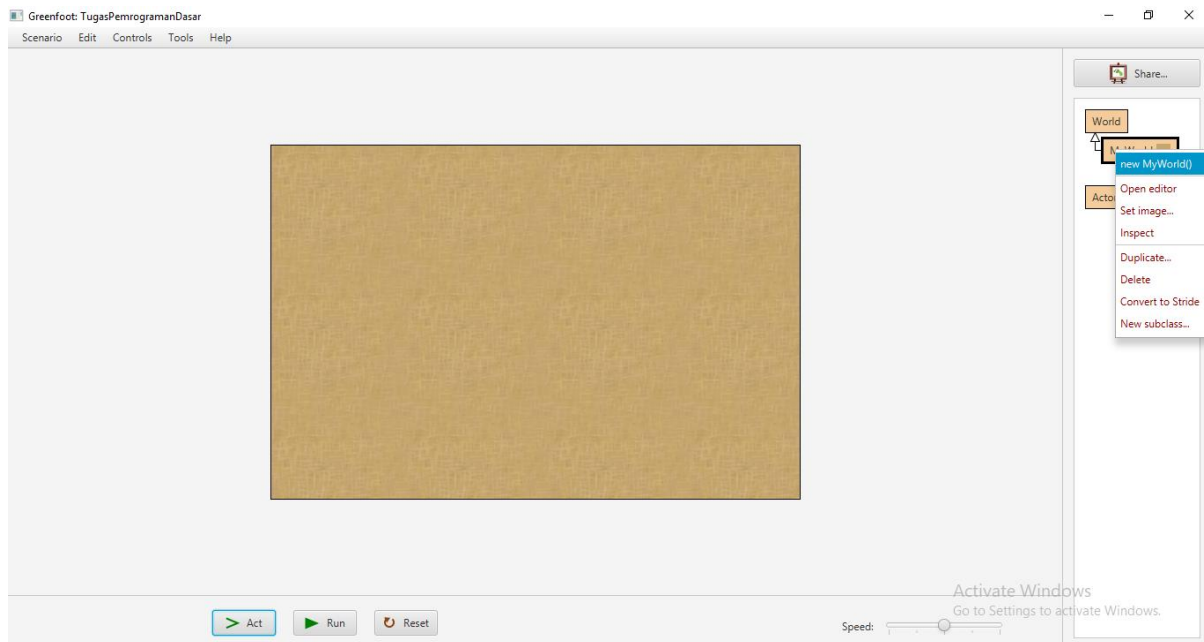 Greenfoot: TugasPemrogramanDasar
Scenario Edit Controls Tools Help
Share...
World
new MyWorld()
Open editor
Set image...
Inspect
Duplicate...
Delete
Convert to Stride
New subclass...
Act
Run
Reset
Speed:
Activate Windows
Go to Settings to activate Windows.